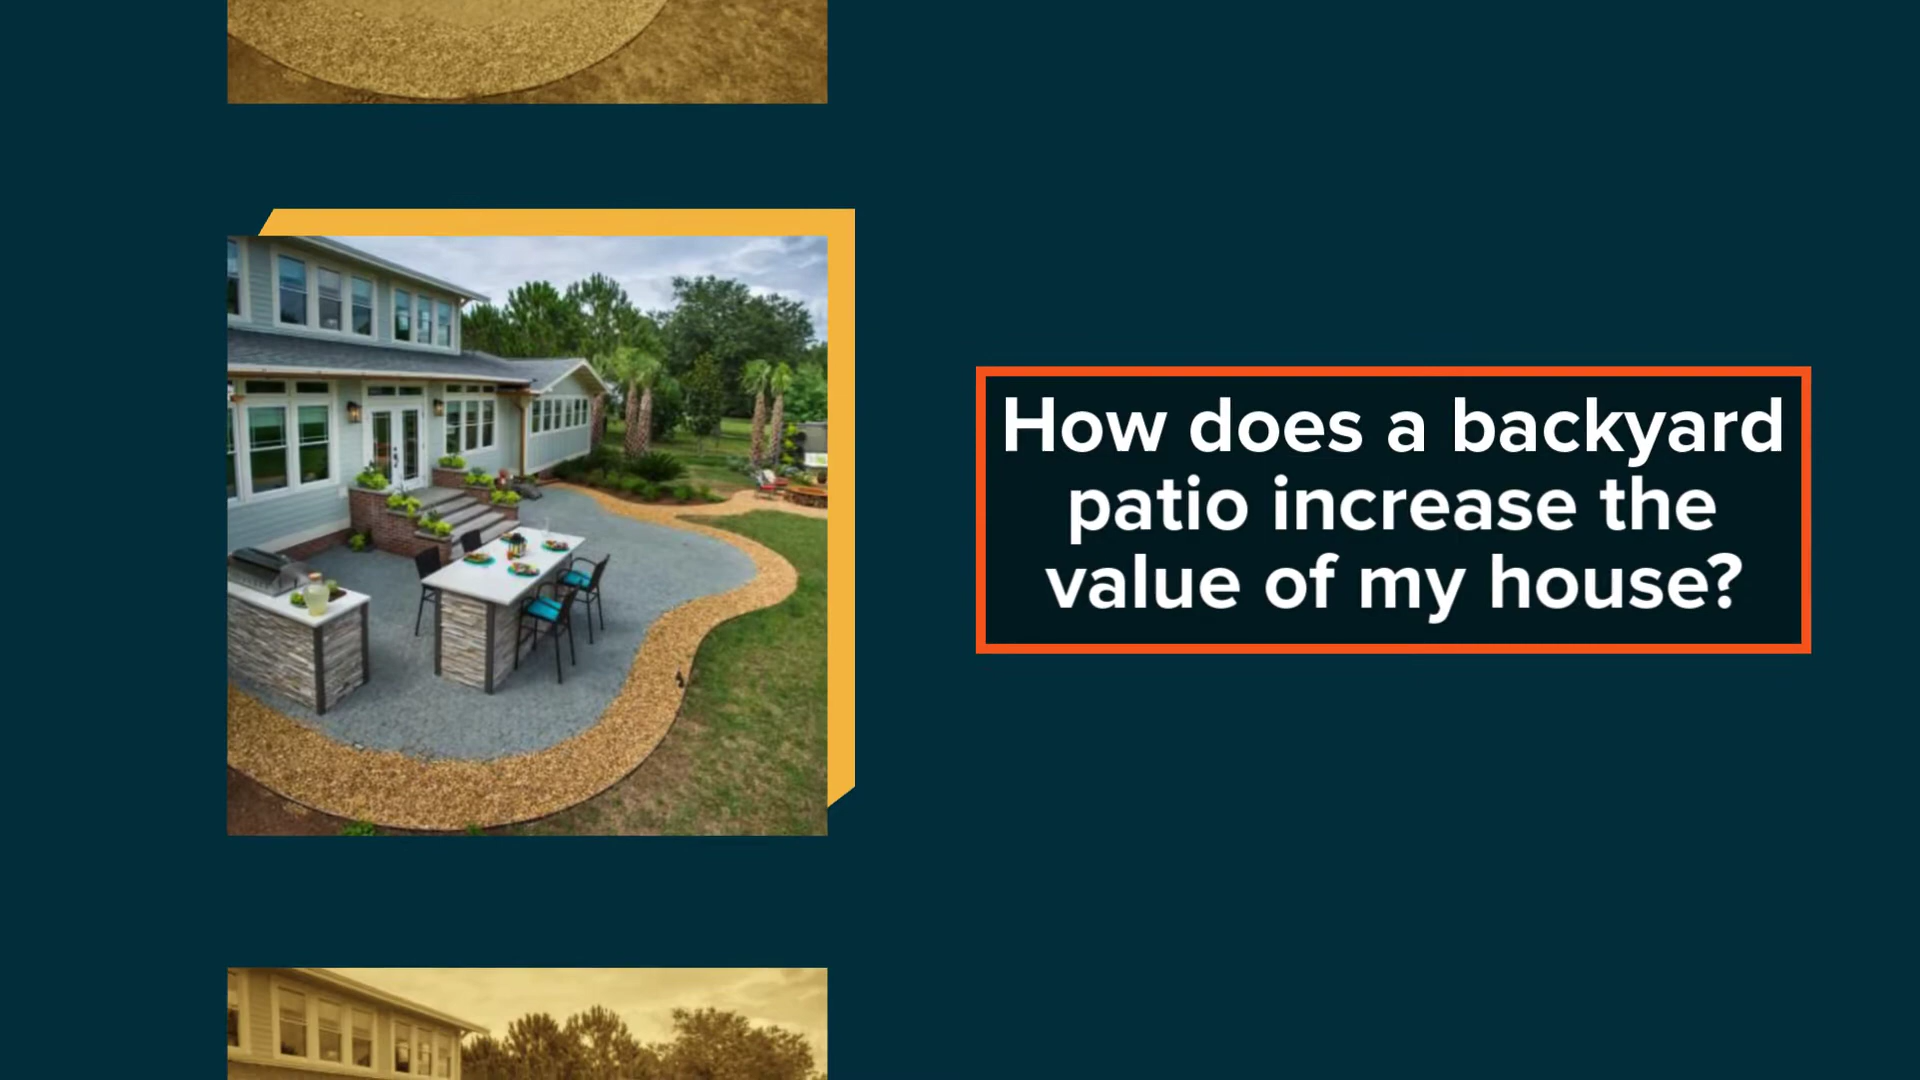 How does a backyard
patio increase the
value of my house?